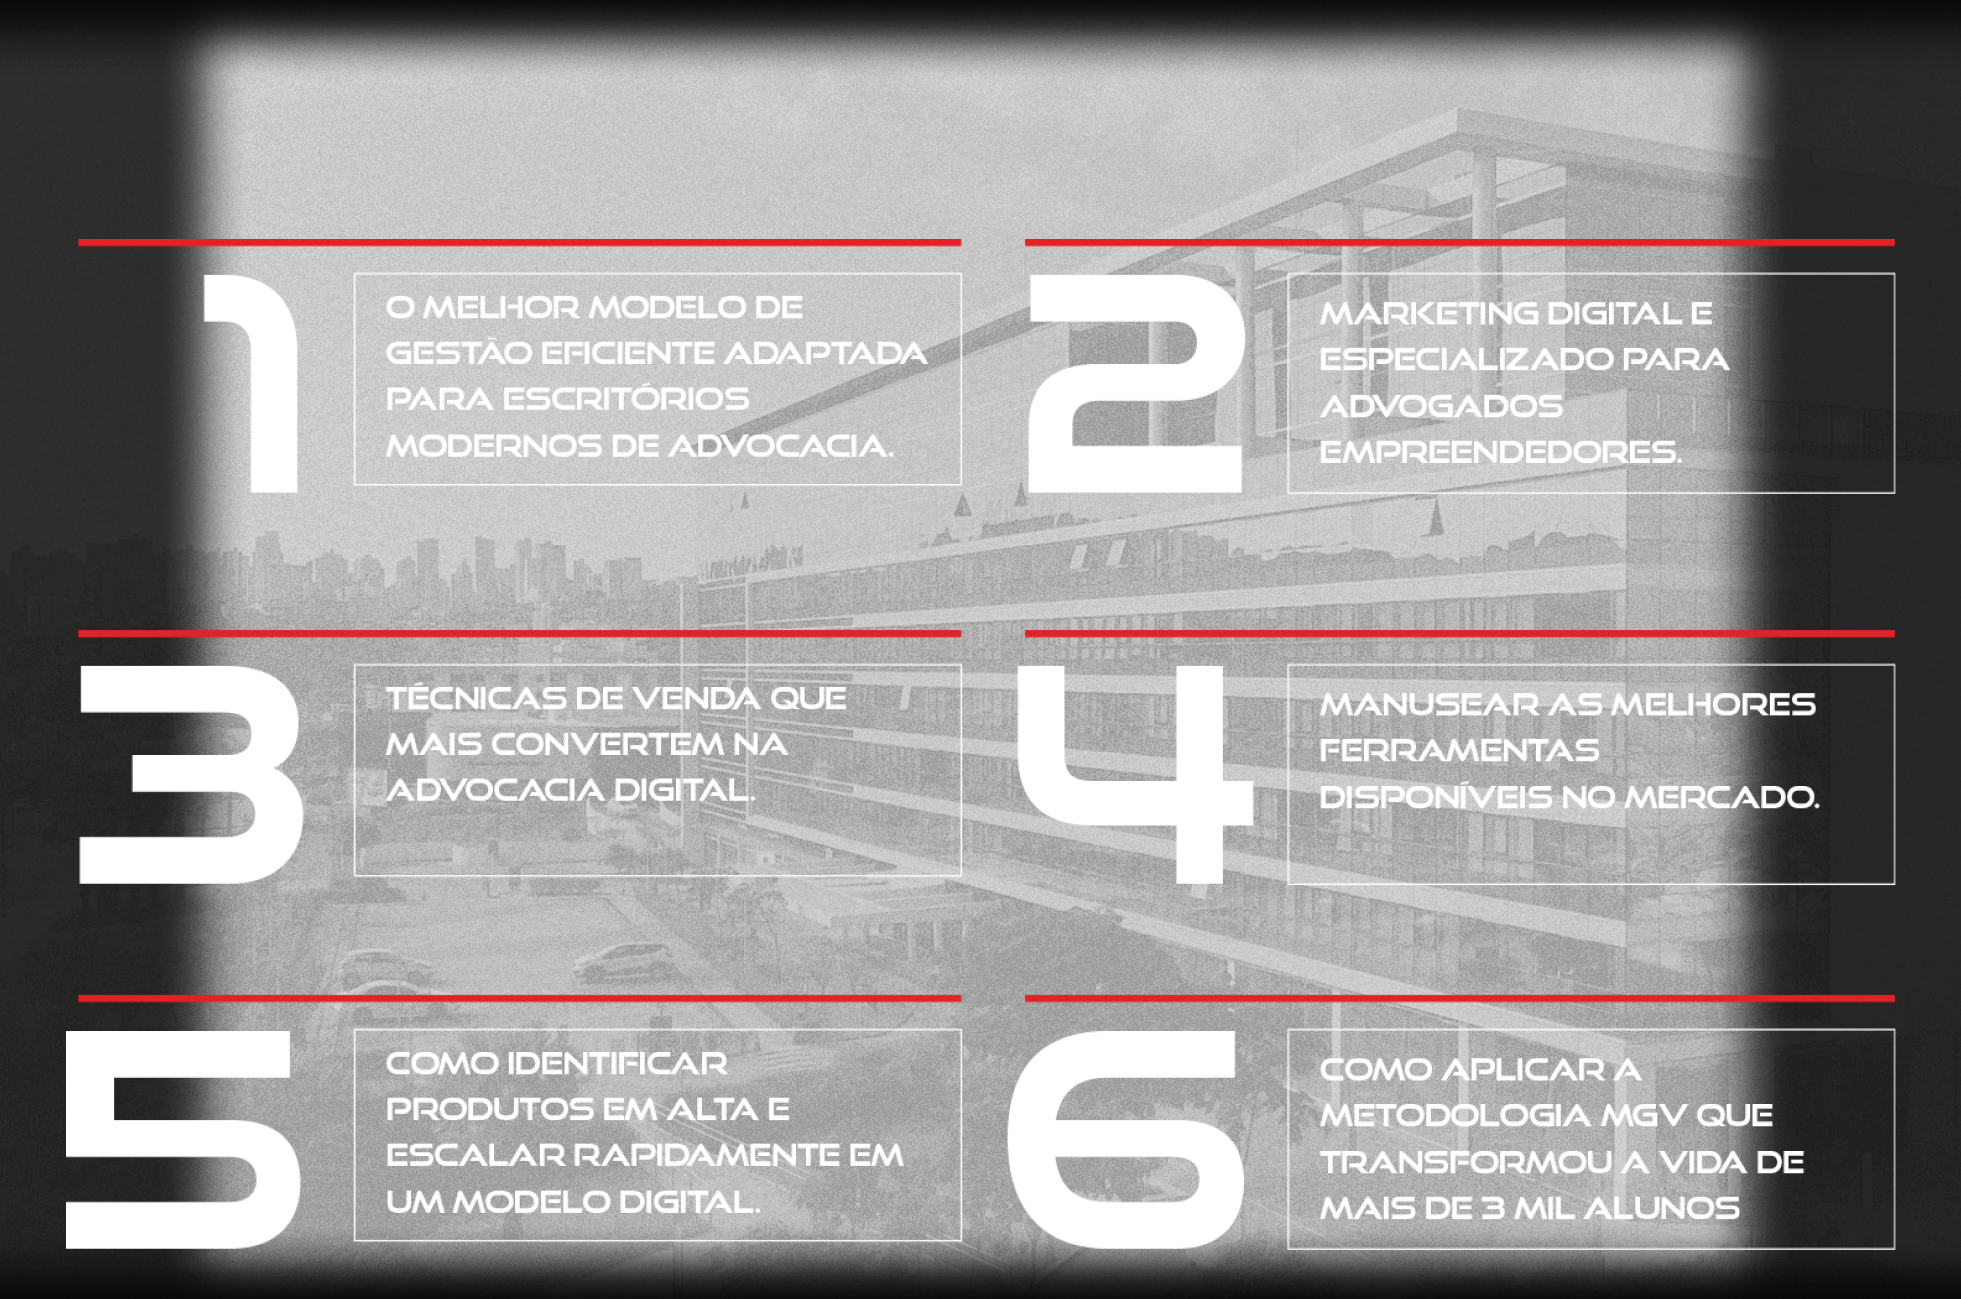 1
O MELHOR MODELO DE
GESTÃO EFICIENTE ADAPTADA
PARA ESCRITÓRIOS
MODERNOS DE ADVOCACIA.
2
MARKETING DIGITAL E
ESPECIALIZADO PARA
ADVOGADOS
EMPREENDEDORES.
3
TÉCNICAS DE VENDA QUE
MAIS CONVERTEM NA
ADVOCACIA DIGITAL.
4
MANUSEAR AS MELHORES
FERRAMENTAS
DISPONÍVEIS NO MERCADO.
5
COMO IDENTIFICAR
PRODUTOS EM ALTA E
ESCALAR RAPIDAMENTE EM
UM MODELO DIGITAL.
6
COMO APLICAR A
METODOLOGIA MGV QUE
TRANSFORMOU A VIDA DE
MAIS DE 3 MIL ALUNOS